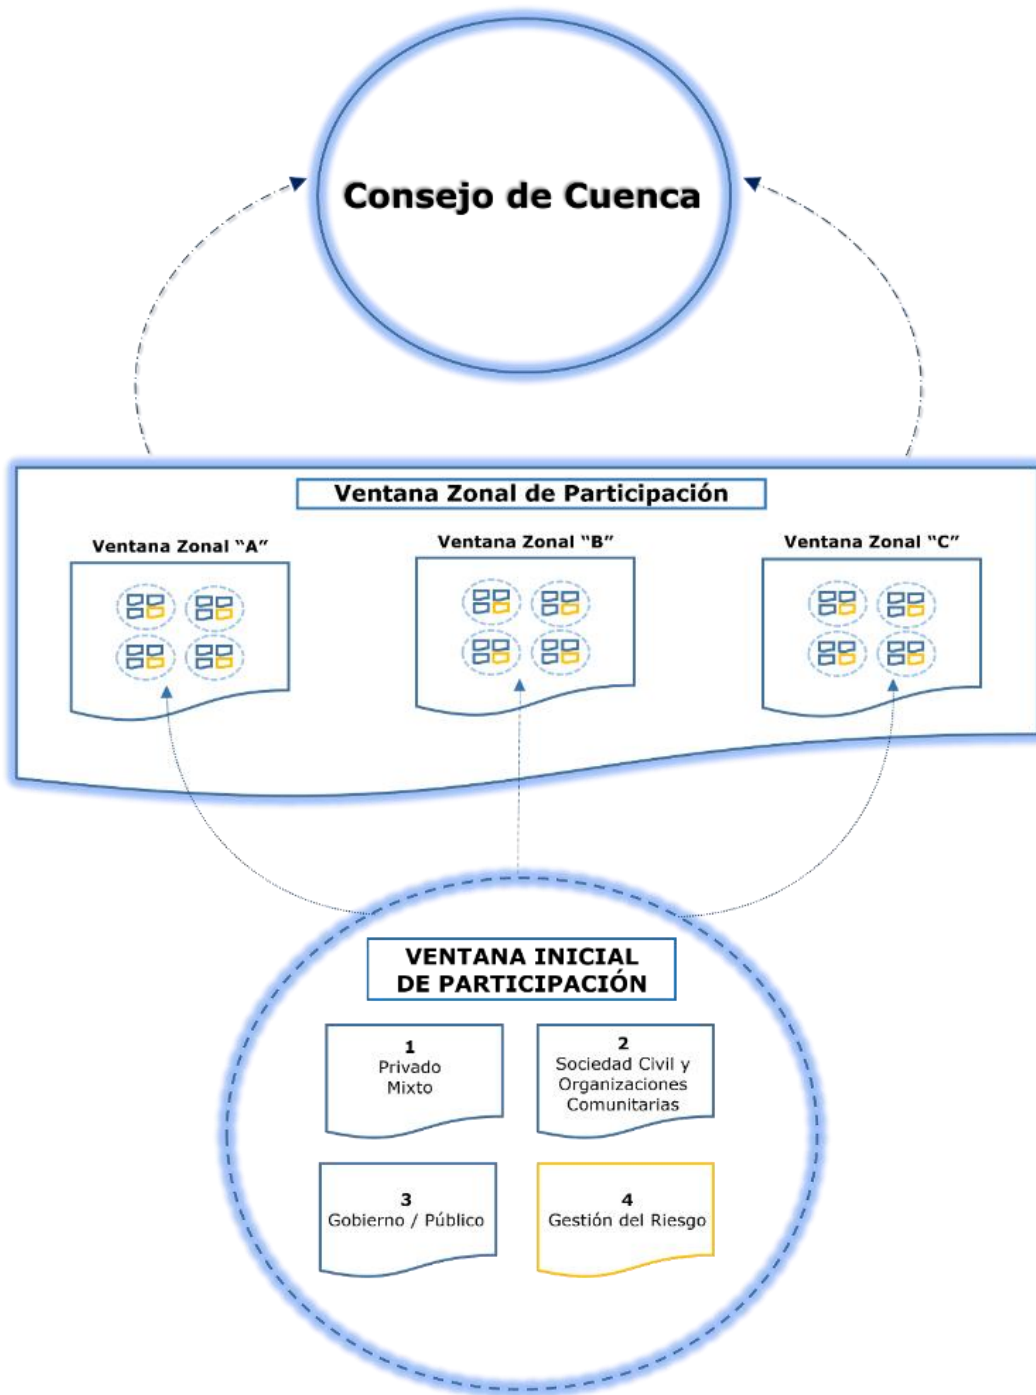 Consejo de Cuenca
Ventana Zonal de Participación
Ventana Zonal “A”
Ventana Zonal “B”
Ventana Zonal “C”
VENTANA INICIAL
DE PARTICIPACIÓN
1
Privado
Mixto
2
Sociedad Civil y
Organizaciones
Comunitarias
3
Gobierno / Público
4
Gestión del Riesgo